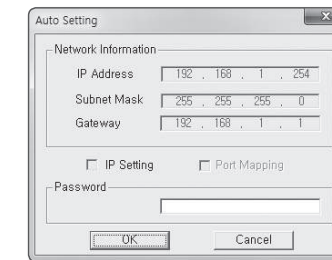 Auto Setting
Network Information
IP Address 192 . 168 . 1 . 254
Subnet Mask 255 . 255 . 255 . 0
Gateway 192 . 168 . 1 . 1
IP Setting Port Mapping
Password
OK Cancel